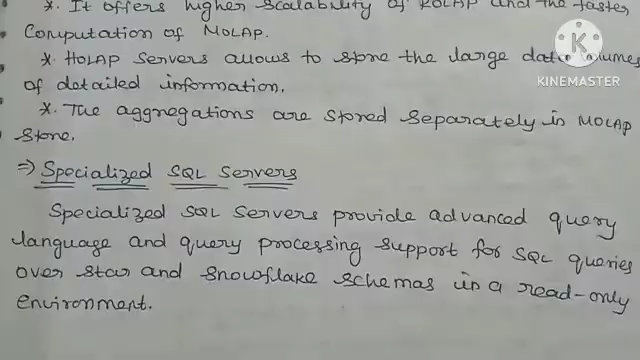 *. It offers higher scalability of ROLAP and the faster
Computation of MOLAP.
*. HOLAP Servers allows to store the large data volumes
of detailed information.
*. The aggregations are stored separately in MOLAP
store.
⇒ Specialized SQL Servers
Specialized SQL Servers provide advanced query
language and query processing support for SQL queries
over star and snowflake schemas in a read-only
environment.
K
KINEMASTER